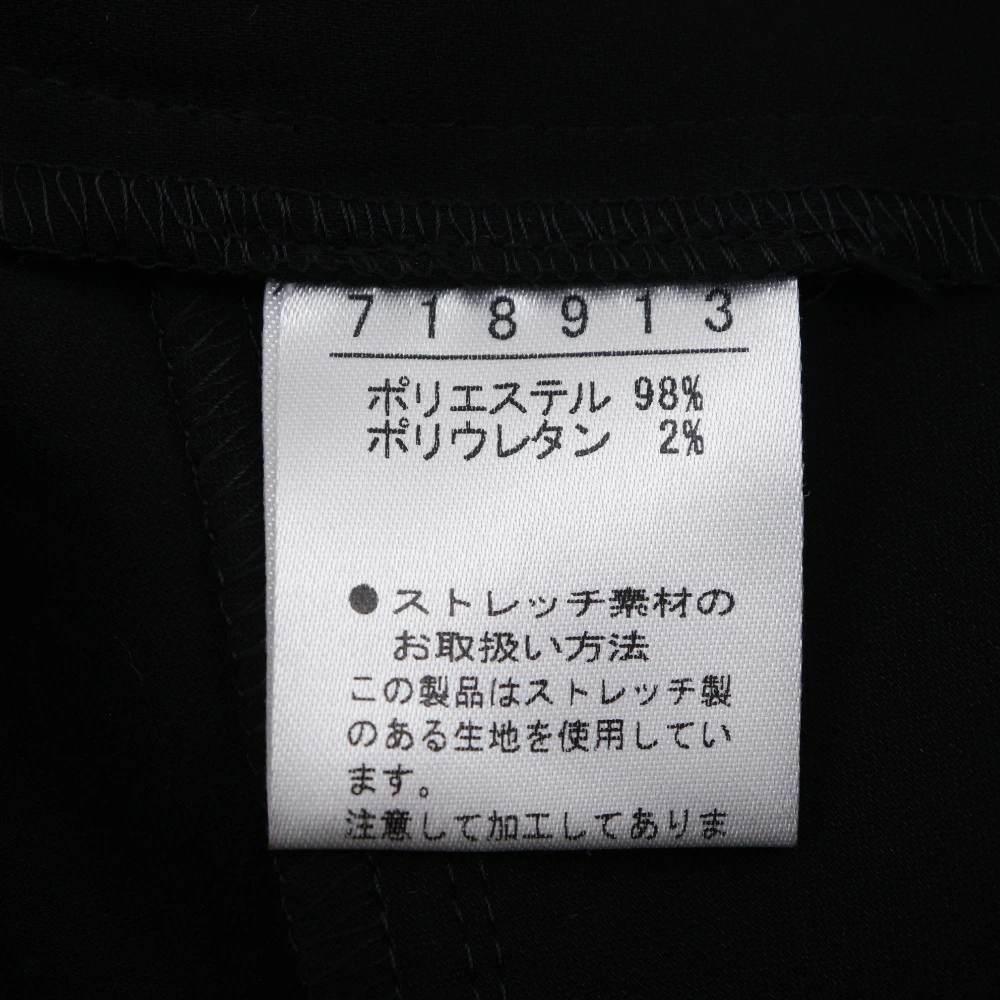 718913
ポリエステル 98%
ポリウレタン 2%
●ストレッチ素材の
お取扱い方法
この製品はストレッチ製
のある生地を使用してい
ます。
注意して加工してありま